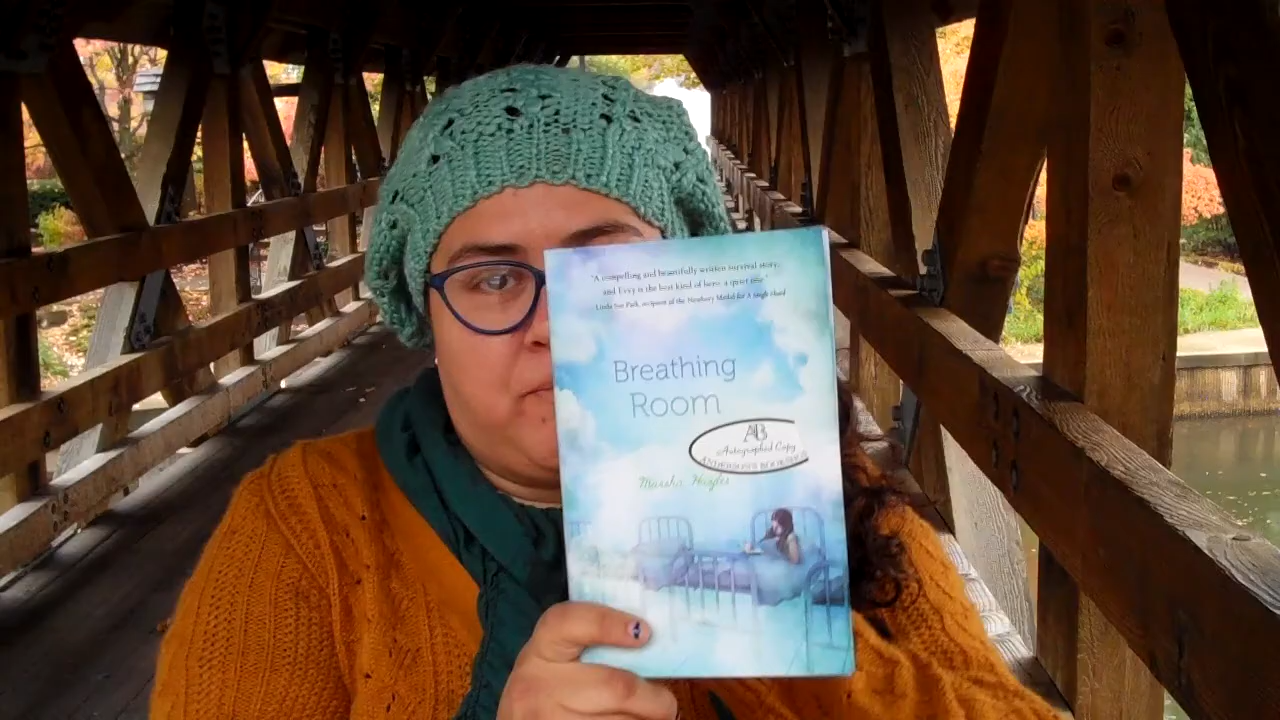 "A compelling and beautifully written survival story,
and Evvy is the best kind of hero: a quiet one."
Linda Sue Park, recipient of the Newbery Medal for A Single Shard
Breathing
Room
AB
Autographed Copy
ANDERSON'S BOOKSHOP
Marsha Hayles